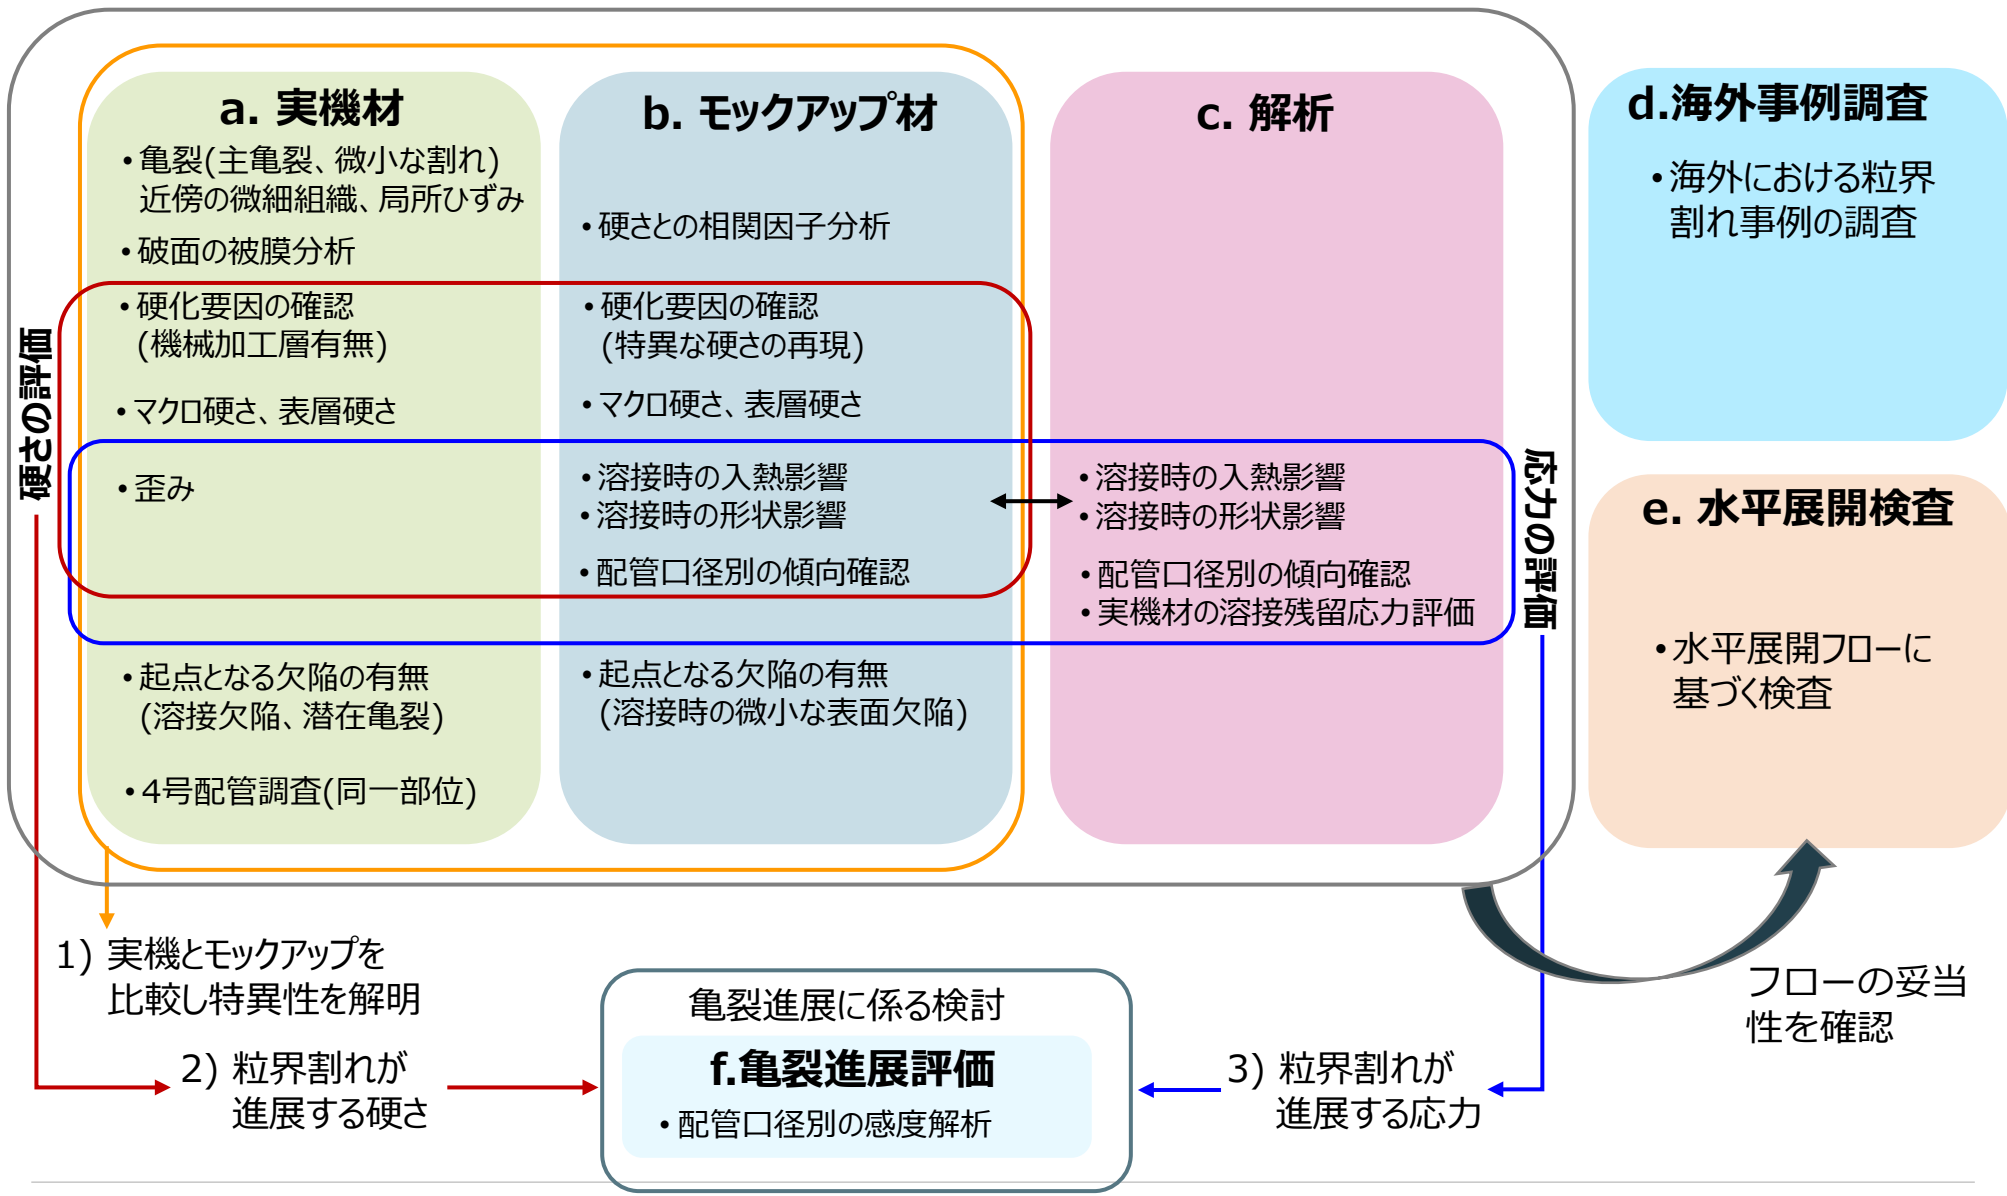 a. 実機材
・亀裂(主亀裂、微小な割れ)
近傍の微細組織、局所ひずみ
・破面の被膜分析
・硬化要因の確認
(機械加工層有無)
・マクロ硬さ、表層硬さ
・歪み
・起点となる欠陥の有無
(溶接欠陥、潜在亀裂)
・4号配管調査(同一部位)
b. モックアップ材
・硬さとの相関因子分析
・硬化要因の確認
(特異な硬さの再現)
・マクロ硬さ、表層硬さ
・溶接時の入熱影響
・溶接時の形状影響
・配管口径別の傾向確認
・起点となる欠陥の有無
(溶接時の微小な表面欠陥)
c. 解析
・溶接時の入熱影響
・溶接時の形状影響
・配管口径別の傾向確認
・実機材の溶接残留応力評価
d.海外事例調査
・海外における粒界
割れ事例の調査
e. 水平展開検査
・水平展開フローに
基づく検査
硬さの評価
応力の評価
1) 実機とモックアップを
比較し特異性を解明
2) 粒界割れが
進展する硬さ
亀裂進展に係る検討
f.亀裂進展評価
・配管口径別の感度解析
3) 粒界割れが
進展する応力
フローの妥当
性を確認